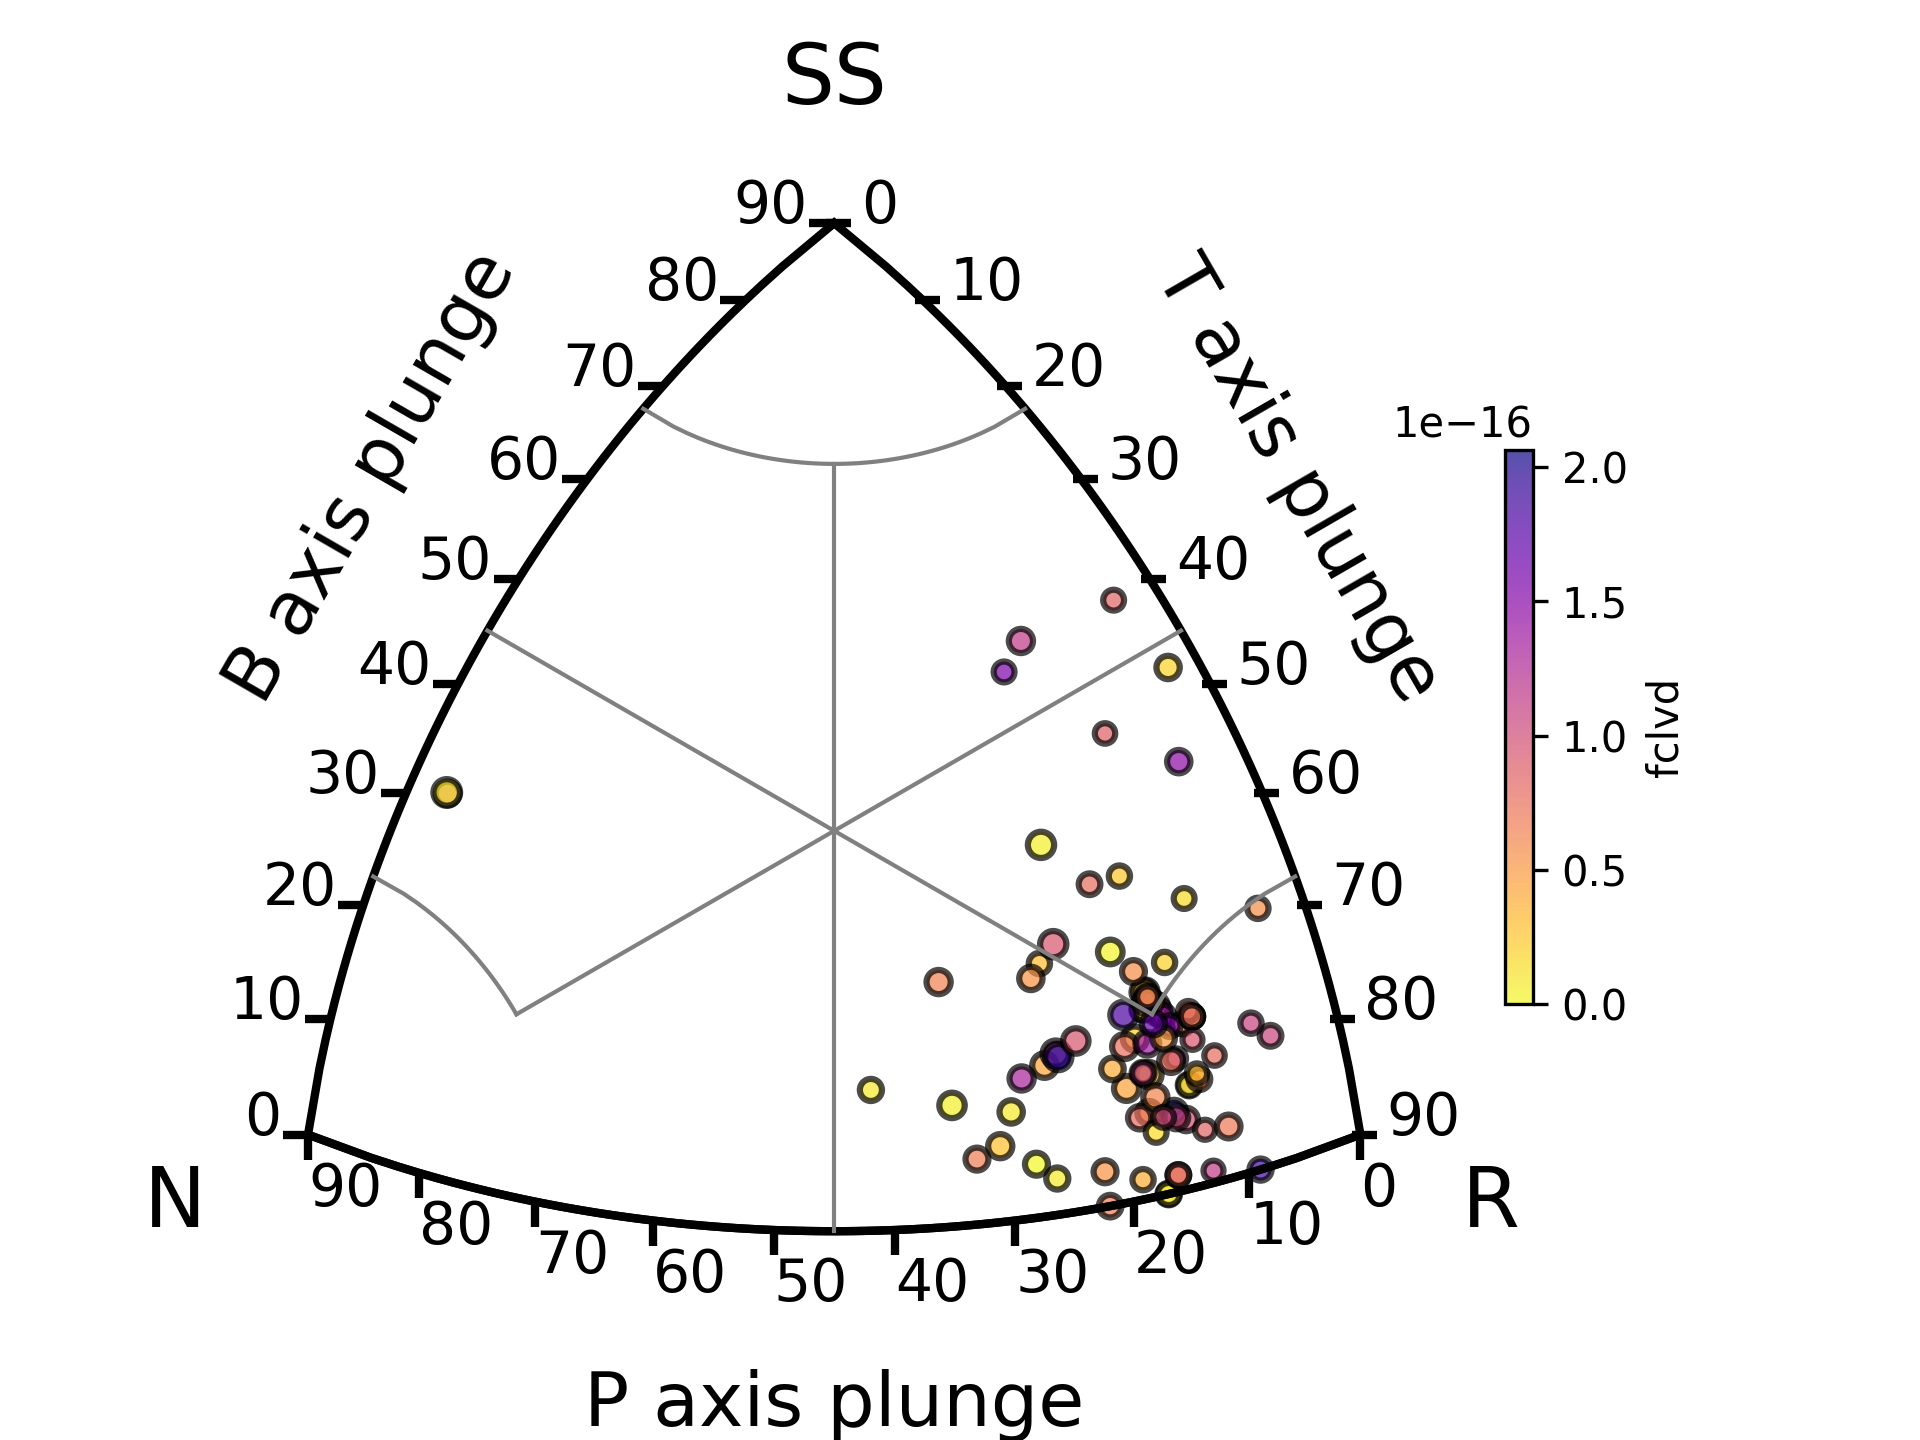 SS
90 0
80 10
70 20
60 30
50 40
40 50
30 60
20 70
10 80
0 90
B axis plunge
T axis plunge
N R
90 80 70 60 50 40 30 20 10 0
P axis plunge
1e−16
2.0
1.5
1.0
0.5
0.0
fclvd